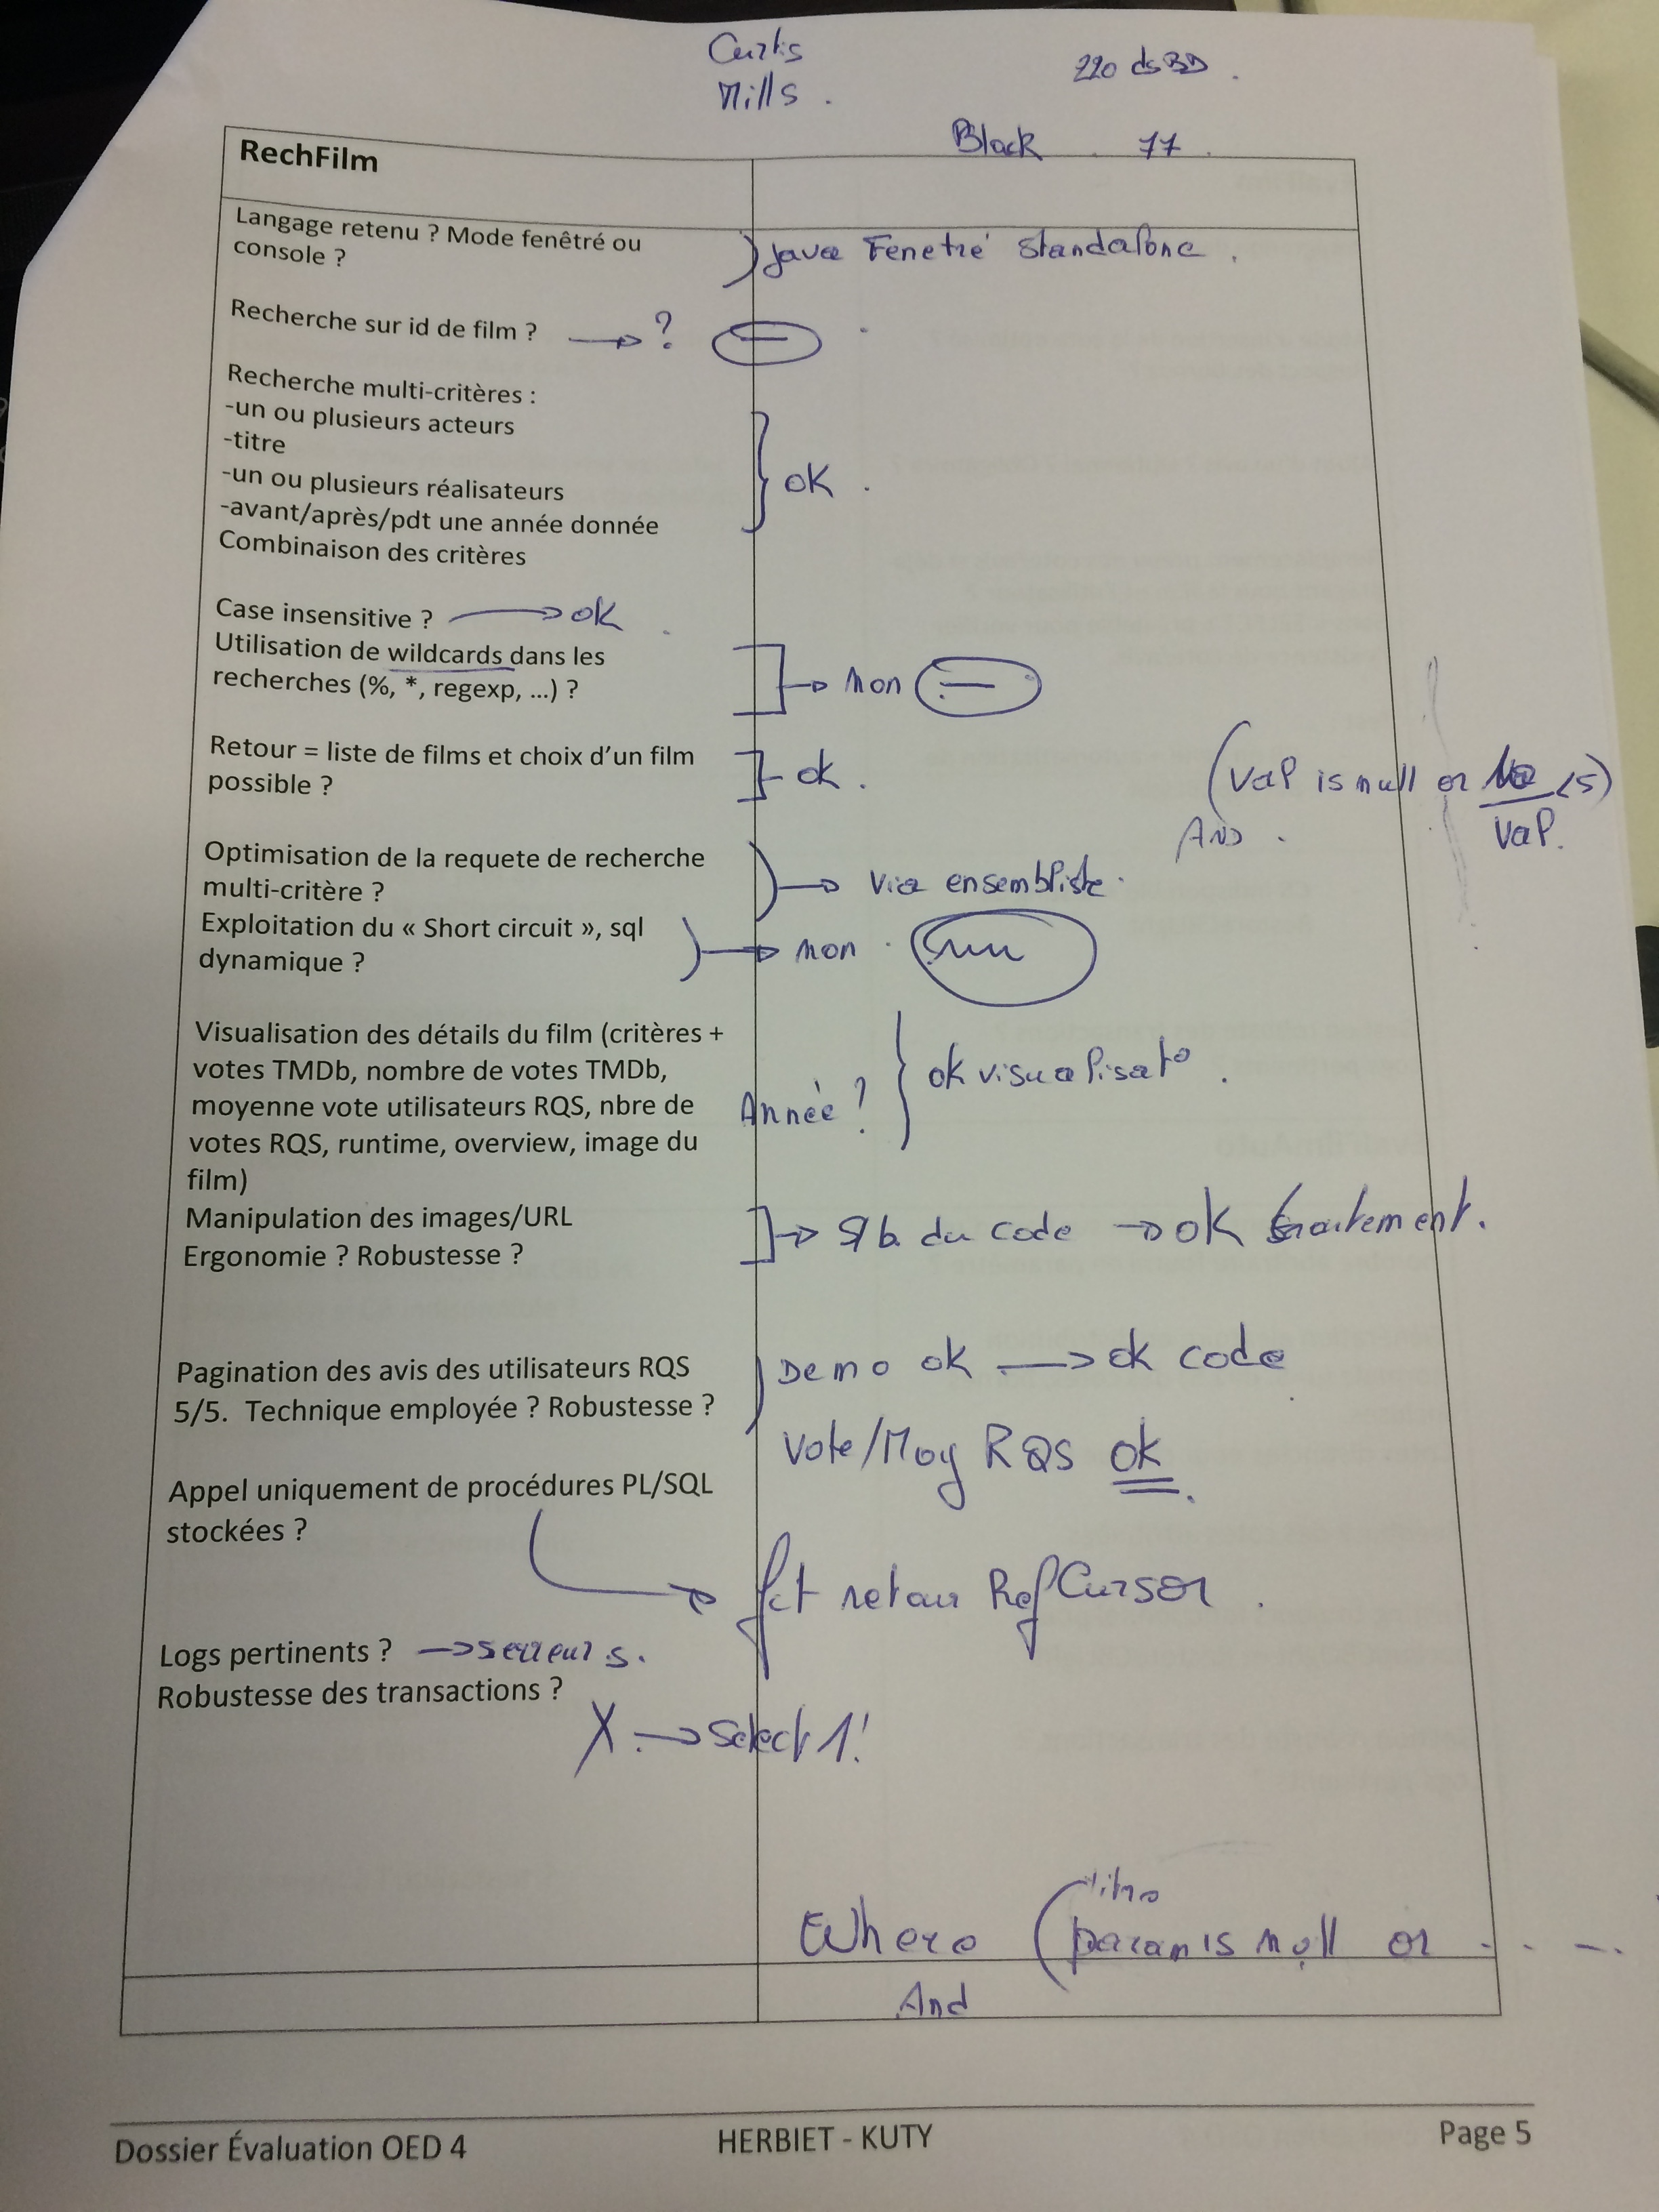 Curtis
Mills .
220 ds BD .
Black . 77 .
RechFilm
Langage retenu ? Mode fenêtré ou
console ?
Java Fenetré Standalone .
Recherche sur id de film ? → ? —
Recherche multi-critères :
-un ou plusieurs acteurs
-titre
-un ou plusieurs réalisateurs
-avant/après/pdt une année donnée
Combinaison des critères
} ok .
Case insensitive ? → ok
Utilisation de wildcards dans les
recherches (%, *, regexp, …) ?
→ non —
Retour = liste de films et choix d'un film
possible ?
ok .
(val is null or <5)
val.
AND .
Optimisation de la requete de recherche
multi-critère ?
→ via ensembliste .
Exploitation du « Short circuit », sql
dynamique ?
→ non .
Visualisation des détails du film (critères +
votes TMDb, nombre de votes TMDb,
moyenne vote utilisateurs RQS, nbre de
votes RQS, runtime, overview, image du
film)
Année ? } ok visualisat° .
Manipulation des images/URL
Ergonomie ? Robustesse ?
→ du code → ok traitement .
Pagination des avis des utilisateurs RQS
5/5. Technique employée ? Robustesse ?
Demo ok → ok code
Vote/Moy RQS ok .
Appel uniquement de procédures PL/SQL
stockées ?
→ fct retour RefCursor .
Logs pertinents ? → serreurs .
Robustesse des transactions ?
X → Select 1!
titre
Where (param is null or - - -
And
Dossier Évaluation OED 4
HERBIET - KUTY
Page 5